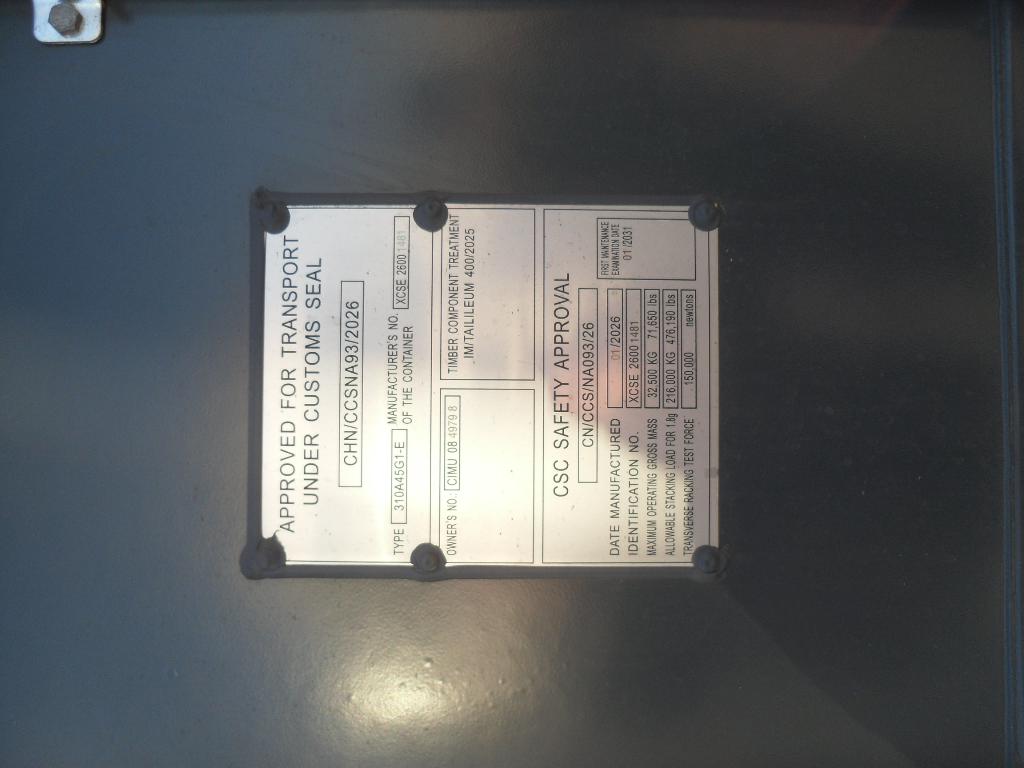 APPROVED FOR TRANSPORT
UNDER CUSTOMS SEAL
CHN/CCSNA93/2026
TYPE 310A45G1-E MANUFACTURER'S NO. OF THE CONTAINER XCSE 2600 1481
OWNER'S NO.: CIMU 08 4979 8
TIMBER COMPONENT TREATMENT
IM/TAILILEUM 400/2025
CSC SAFETY APPROVAL
CN/CCS/NA093/26
DATE MANUFACTURED 01/2026
IDENTIFICATION NO. XCSE 2600 1481
MAXIMUM OPERATING GROSS MASS 32,500 KG 71,650 lbs
ALLOWABLE STACKING LOAD FOR 1.8g 216,000 KG 476,190 lbs
TRANSVERSE RACKING TEST FORCE 150,000 newtons
FIRST MAINTENANCE
EXAMINATION DATE
01/2031